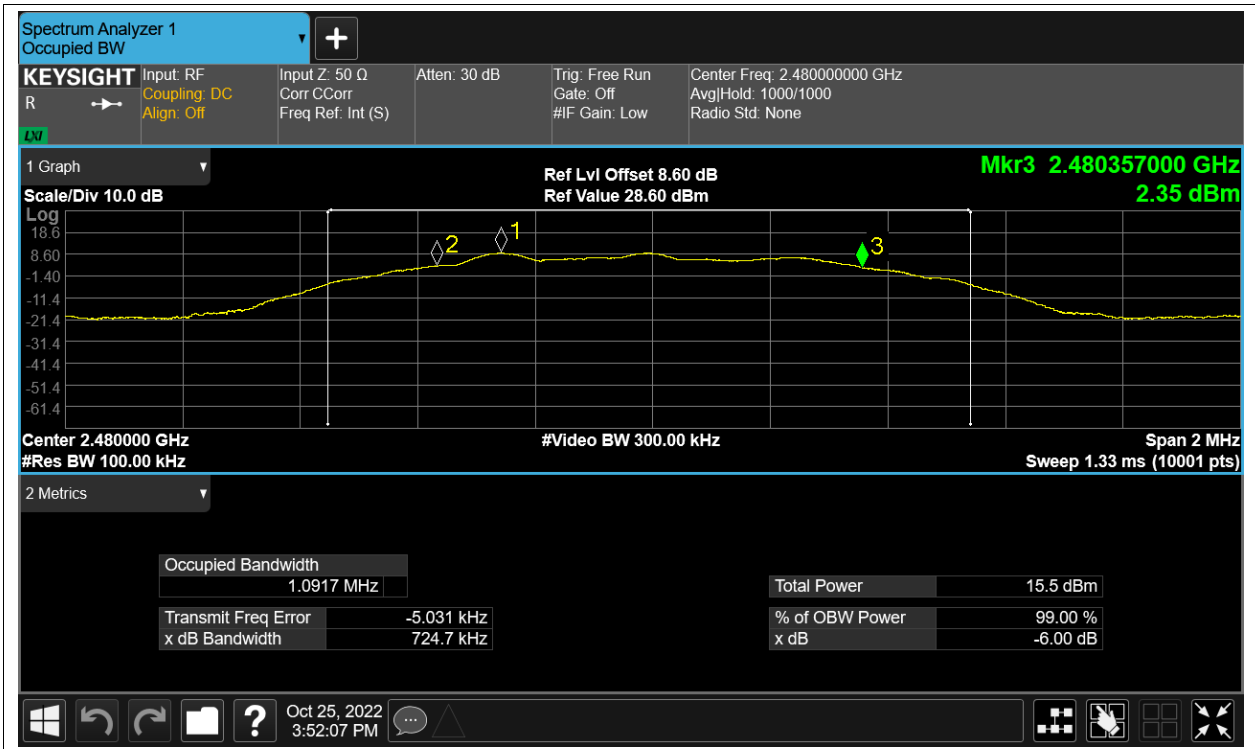 Spectrum Analyzer 1
Occupied BW
KEYSIGHT
R
LXI
Input: RF
Coupling: DC
Align: Off
Input Z: 50 Ω
Corr CCorr
Freq Ref: Int (S)
Atten: 30 dB
Trig: Free Run
Gate: Off
#IF Gain: Low
Center Freq: 2.480000000 GHz
Avg|Hold: 1000/1000
Radio Std: None
1 Graph
Scale/Div 10.0 dB
Ref Lvl Offset 8.60 dB
Ref Value 28.60 dBm
Mkr3 2.480357000 GHz
2.35 dBm
Log
18.6
8.60
-1.40
-11.4
-21.4
-31.4
-41.4
-51.4
-61.4
2
1
3
Center 2.480000 GHz
#Res BW 100.00 kHz
#Video BW 300.00 kHz
Span 2 MHz
Sweep 1.33 ms (10001 pts)
2 Metrics
Occupied Bandwidth
1.0917 MHz
Transmit Freq Error -5.031 kHz
x dB Bandwidth 724.7 kHz
Total Power 15.5 dBm
% of OBW Power 99.00 %
x dB -6.00 dB
?
Oct 25, 2022
3:52:07 PM